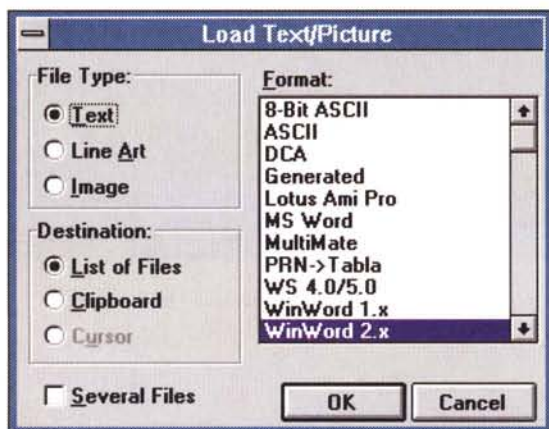 Load Text/Picture
File Type:
Text
Line Art
Image
Destination:
List of Files
Clipboard
Cursor
Several Files
Format:
8-Bit ASCII
ASCII
DCA
Generated
Lotus Ami Pro
MS Word
MultiMate
PRN->Tabla
WS 4.0/5.0
WinWord 1.x
WinWord 2.x
OK
Cancel